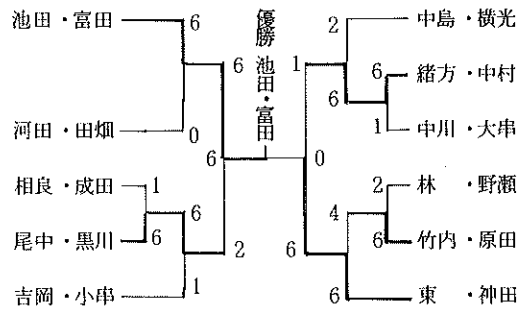 池田・富田 6
6
河田・田畑 0
相良・成田 1
6
尾中・黒川 6
2
吉岡・小串 1
優勝 池田・富田
6 0
2 中島・横光
1
6 緒方・中村
6
1 中川・大串
2 林・野瀬
4
6 竹内・原田
6
6 東・神田